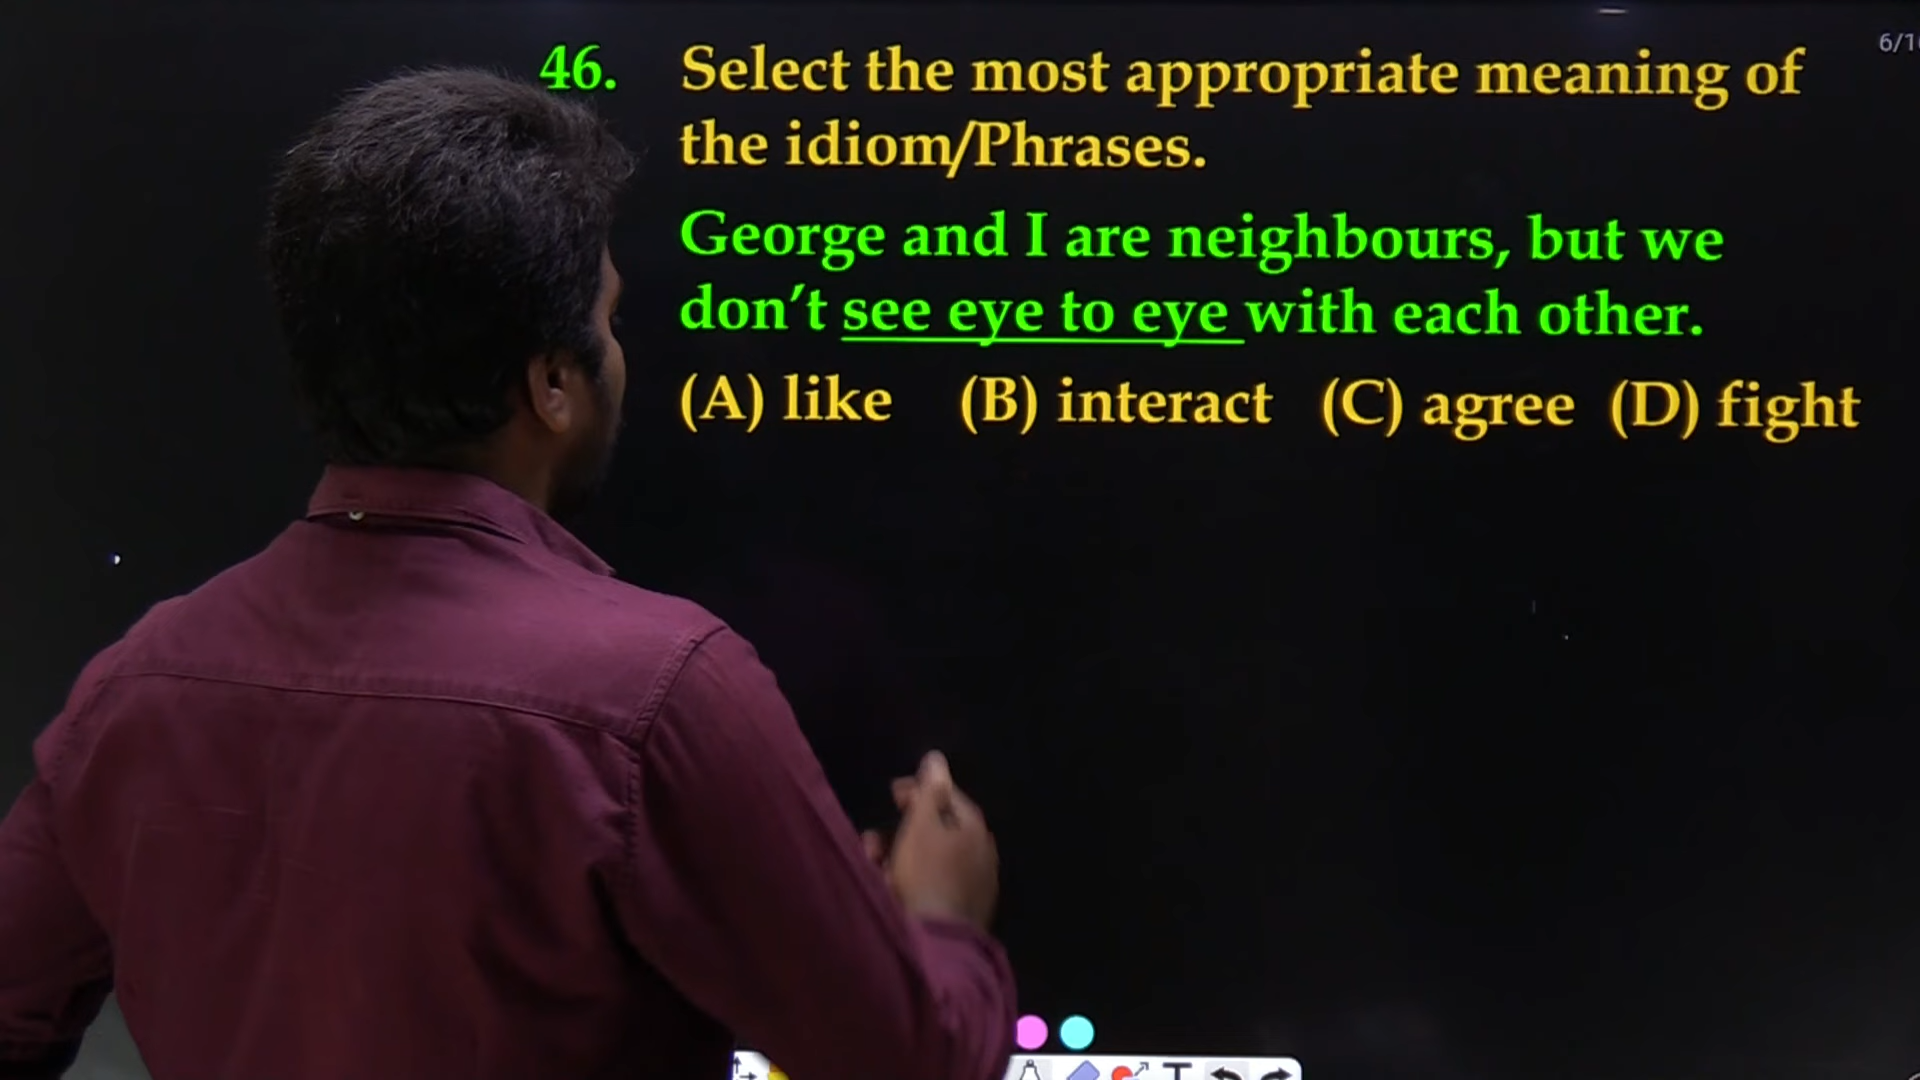 46. Select the most appropriate meaning of
the idiom/Phrases.
George and I are neighbours, but we
don't see eye to eye with each other.
(A) like (B) interact (C) agree (D) fight